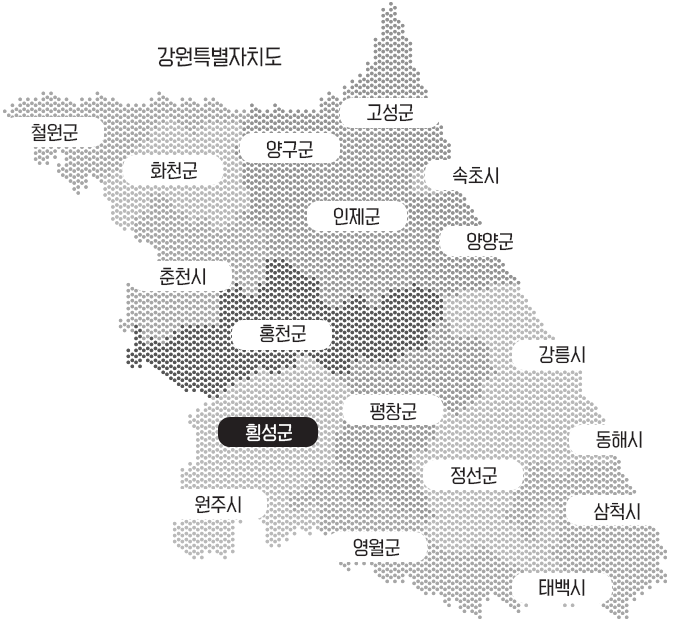 강원특별자치도
고성군
철원군
양구군
화천군
속초시
인제군
양양군
춘천시
홍천군
강릉시
평창군
횡성군
동해시
정선군
원주시
삼척시
영월군
태백시